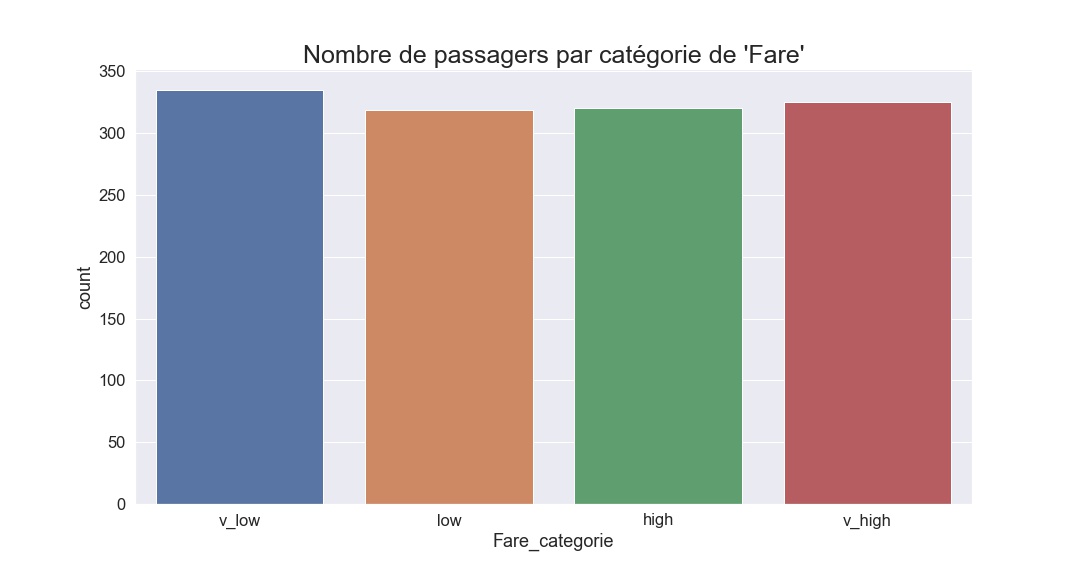 Nombre de passagers par catégorie de 'Fare'
350
300
250
200
150
100
50
0
count
v_low low high v_high
Fare_categorie